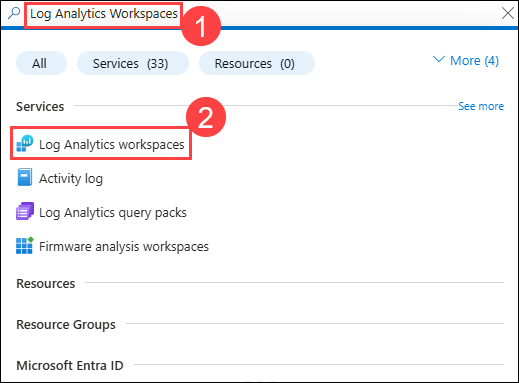 Log Analytics Workspaces
1
All
Services (33)
Resources (0)
More (4)
Services
See more
2
Log Analytics workspaces
Activity log
Log Analytics query packs
Firmware analysis workspaces
Resources
Resource Groups
Microsoft Entra ID